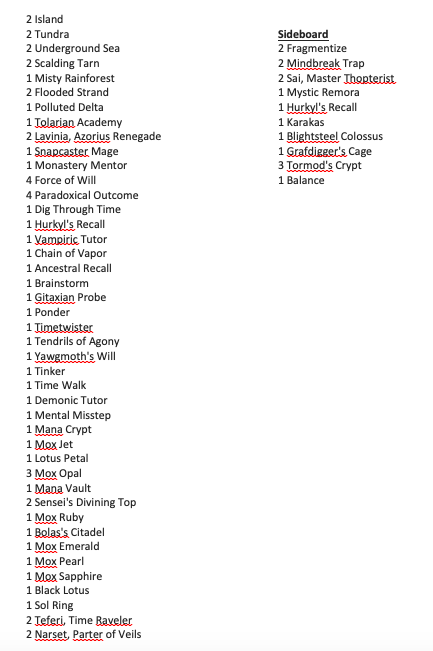 2 Island
2 Tundra
2 Underground Sea
2 Scalding Tarn
1 Misty Rainforest
2 Flooded Strand
1 Polluted Delta
1 Tolarian Academy
2 Lavinia, Azorius Renegade
1 Snapcaster Mage
1 Monastery Mentor
4 Force of Will
4 Paradoxical Outcome
1 Dig Through Time
1 Hurkyl's Recall
1 Vampiric Tutor
1 Chain of Vapor
1 Ancestral Recall
1 Brainstorm
1 Gitaxian Probe
1 Ponder
1 Timetwister
1 Tendrils of Agony
1 Yawgmoth's Will
1 Tinker
1 Time Walk
1 Demonic Tutor
1 Mental Misstep
1 Mana Crypt
1 Mox Jet
1 Lotus Petal
3 Mox Opal
1 Mana Vault
2 Sensei's Divining Top
1 Mox Ruby
1 Bolas's Citadel
1 Mox Emerald
1 Mox Pearl
1 Mox Sapphire
1 Black Lotus
1 Sol Ring
2 Teferi, Time Raveler
2 Narset, Parter of Veils
Sideboard
2 Fragmentize
2 Mindbreak Trap
2 Sai, Master Thopterist
1 Mystic Remora
1 Hurkyl's Recall
1 Karakas
1 Blightsteel Colossus
1 Grafdigger's Cage
3 Tormod's Crypt
1 Balance